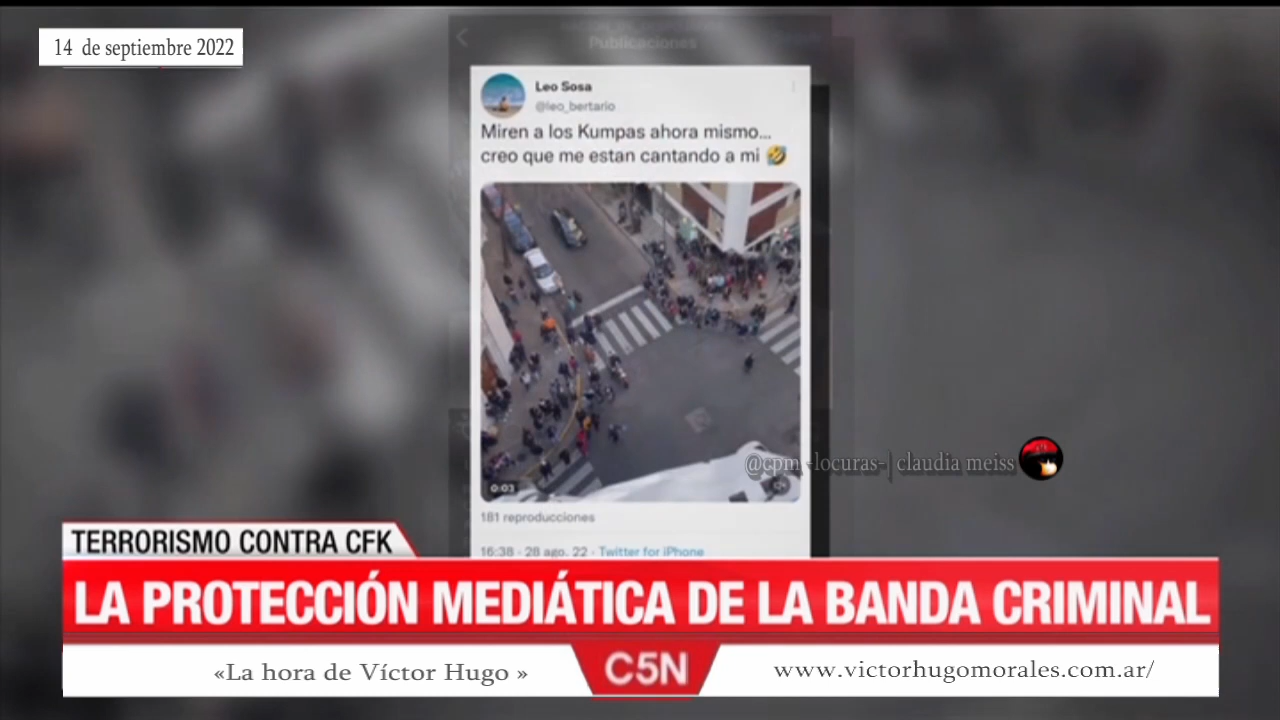 14 de septiembre 2022
Publicaciones
Leo Sosa
@leo_bertario
Miren a los Kumpas ahora mismo...
creo que me estan cantando a mi 🤣
0:03
181 reproducciones
16:38 · 28 ago. 22 · Twitter for iPhone
@cpm -locuras-| claudia meiss
TERRORISMO CONTRA CFK
LA PROTECCIÓN MEDIÁTICA DE LA BANDA CRIMINAL
«La hora de Víctor Hugo »
C5N
www.victorhugomorales.com.ar/